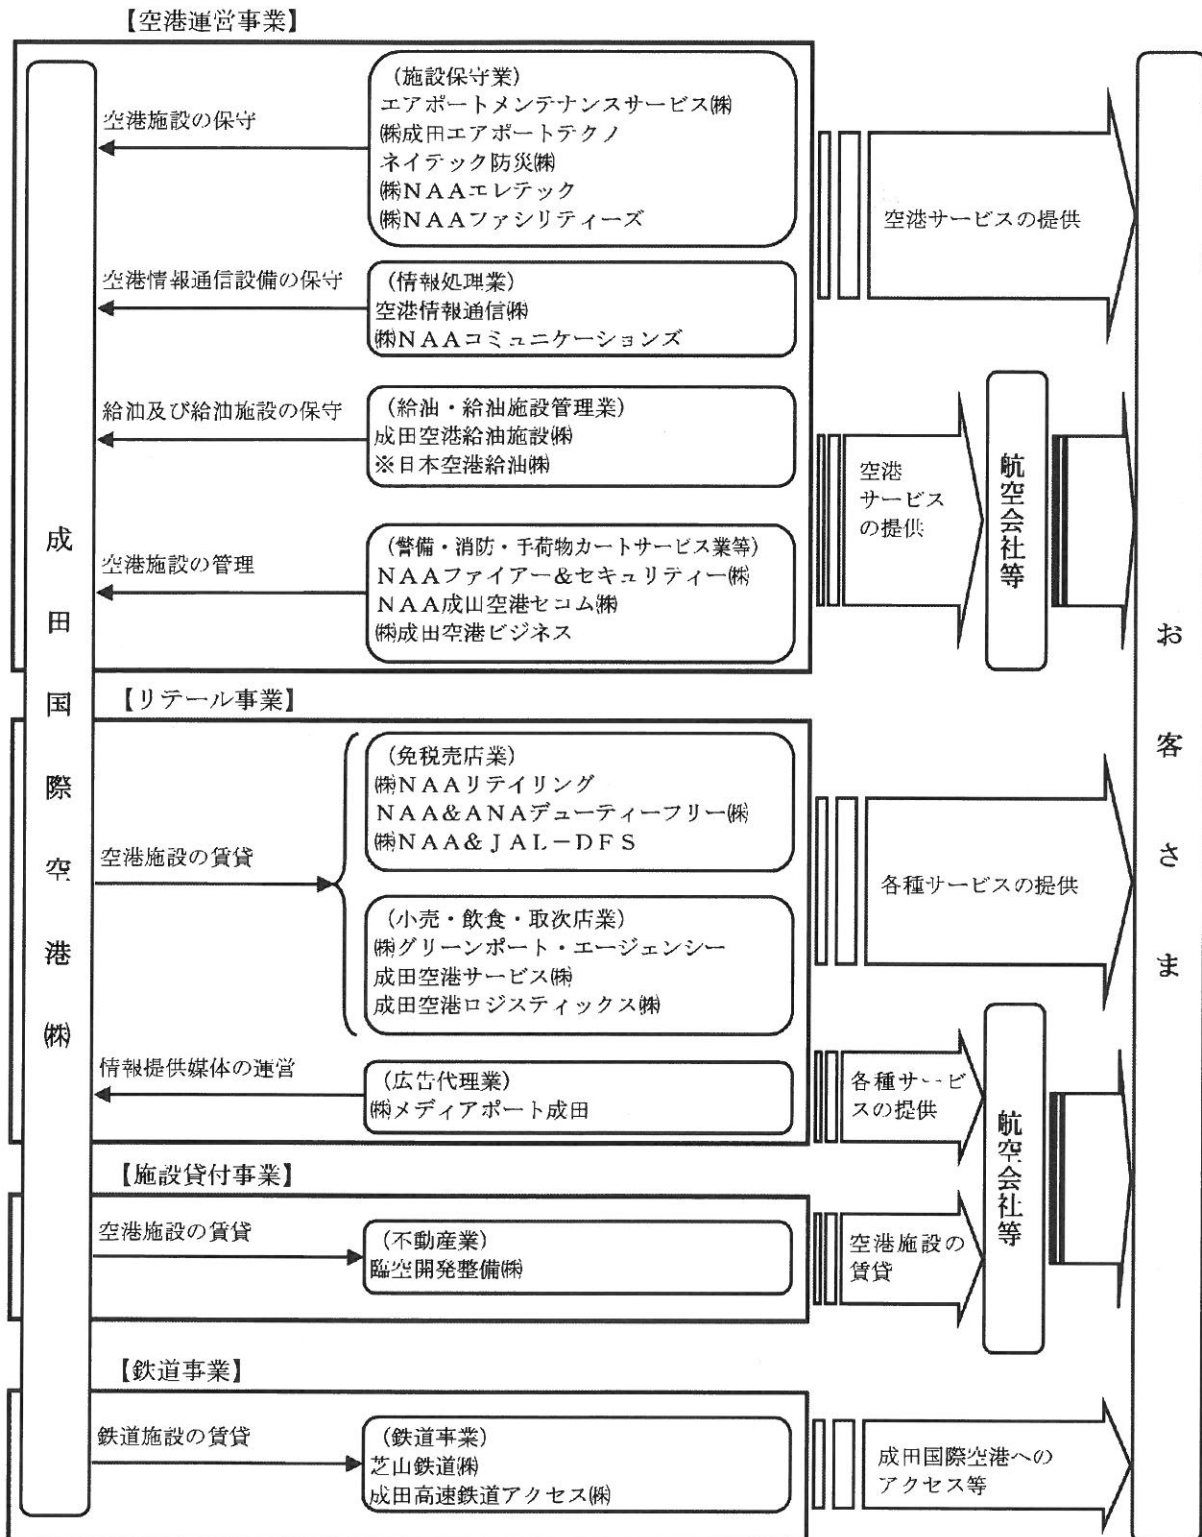 【空港運営事業】
(施設保守業)
エアポートメンテナンスサービス㈱
㈱成田エアポートテクノ
ネイテック防災㈱
㈱NAAエレテック
㈱NAAファシリティーズ
空港施設の保守
空港サービスの提供
(情報処理業)
空港情報通信㈱
㈱NAAコミュニケーションズ
空港情報通信設備の保守
(給油・給油施設管理業)
成田空港給油施設㈱
※日本空港給油㈱
給油及び給油施設の保守
空港
サービス
の提供
航空会社等
(警備・消防・手荷物カートサービス業等)
NAAファイアー&セキュリティー㈱
NAA成田空港セコム㈱
㈱成田空港ビジネス
空港施設の管理
成田国際空港㈱
お客さま
【リテール事業】
(免税売店業)
㈱NAAリテイリング
NAA&ANAデューティーフリー㈱
㈱NAA&JAL-DFS
空港施設の賃貸
各種サービスの提供
(小売・飲食・取次店業)
㈱グリーンポート・エージェンシー
成田空港サービス㈱
成田空港ロジスティックス㈱
情報提供媒体の運営
(広告代理業)
㈱メディアポート成田
各種サービ
スの提供
航空会社等
【施設貸付事業】
空港施設の賃貸
(不動産業)
臨空開発整備㈱
空港施設の
賃貸
【鉄道事業】
鉄道施設の賃貸
(鉄道事業)
芝山鉄道㈱
成田高速鉄道アクセス㈱
成田国際空港への
アクセス等